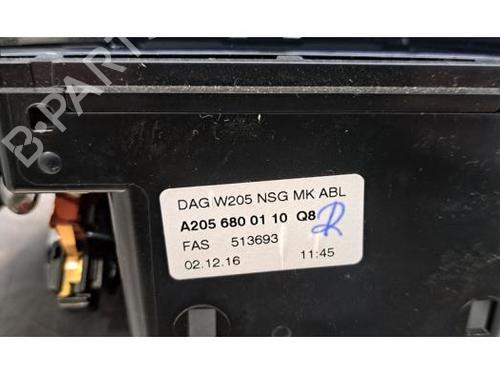 B-PARTS
DAG W205 NSG MK ABL
A205 680 01 10 Q8
R
FAS 513693
02.12.16 11:45